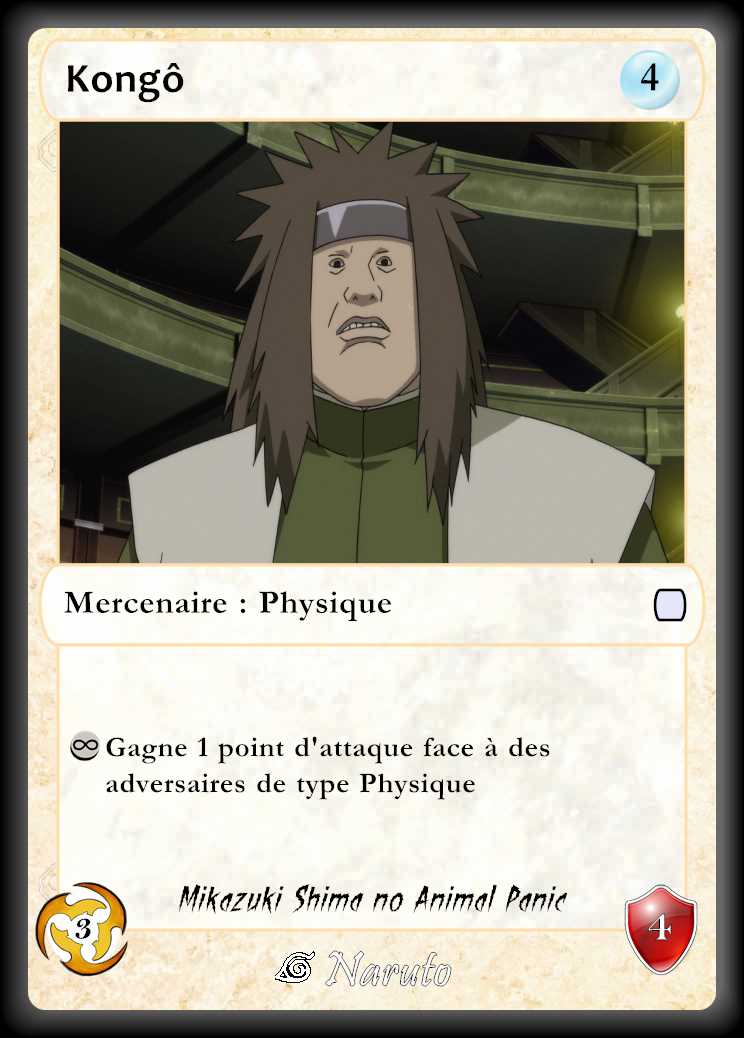 Kongô
4
Mercenaire : Physique
∞ Gagne 1 point d'attaque face à des
adversaires de type Physique
3
Mikazuki Shima no Animal Panic
4
Naruto